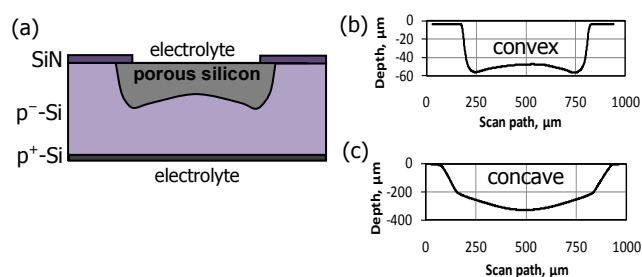 (a)
SiN
electrolyte
porous silicon
p⁻-Si
p⁺-Si
electrolyte
(b)
Depth, µm
0
-20
-40
-60
convex
0 250 500 750 1000
Scan path, µm
(c)
Depth, µm
0
-200
-400
concave
0 250 500 750 1000
Scan path, µm